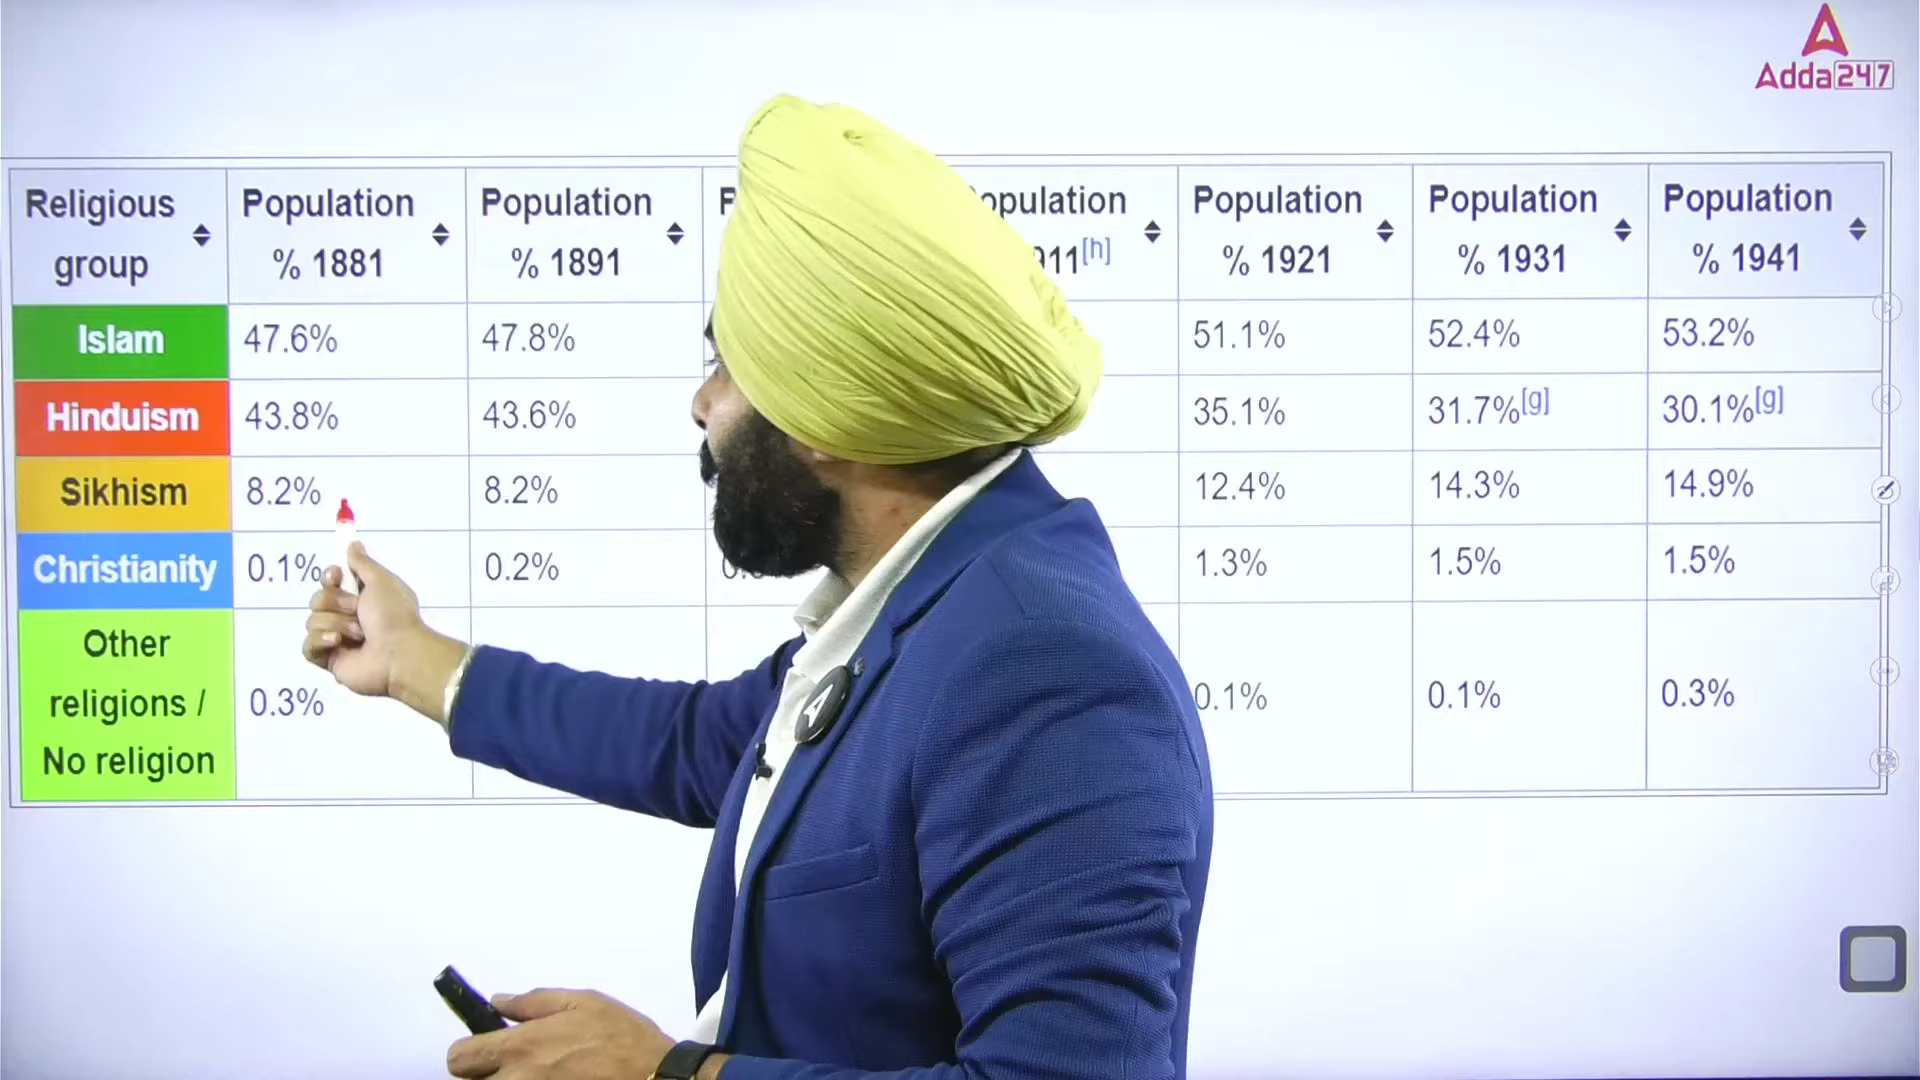 Adda247
Religious group
Population % 1881
Population % 1891
Population % 1921
Population % 1931
Population % 1941
Islam 47.6% 47.8% 51.1% 52.4% 53.2%
Hinduism 43.8% 43.6% 35.1% 31.7%[g] 30.1%[g]
Sikhism 8.2% 8.2% 12.4% 14.3% 14.9%
Christianity 0.1% 0.2% 1.3% 1.5% 1.5%
Other religions / No religion 0.3% 0.1% 0.1% 0.3%